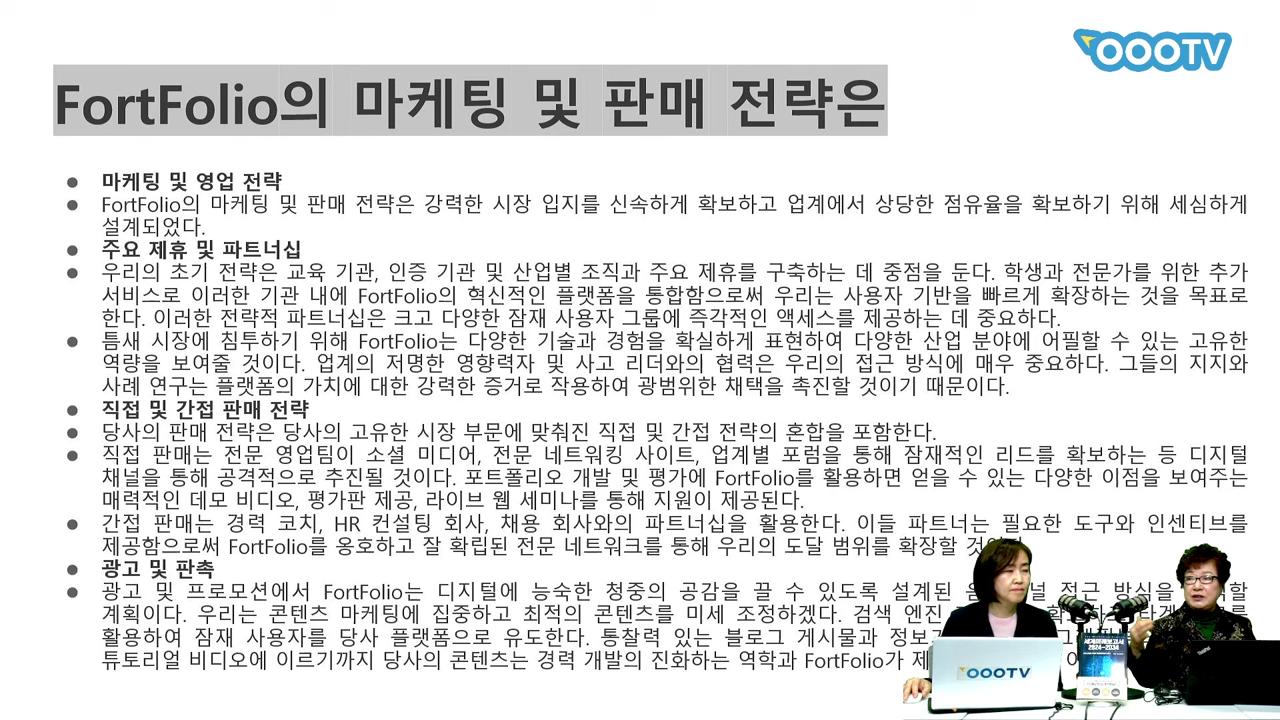 OOOTV
FortFolio의 마케팅 및 판매 전략은
● 마케팅 및 영업 전략
● FortFolio의 마케팅 및 판매 전략은 강력한 시장 입지를 신속하게 확보하고 업계에서 상당한 점유율을 확보하기 위해 세심하게
설계되었다.
● 주요 제휴 및 파트너십
● 우리의 초기 전략은 교육 기관, 인증 기관 및 산업별 조직과 주요 제휴를 구축하는 데 중점을 둔다. 학생과 전문가를 위한 추가
서비스로 이러한 기관 내에 FortFolio의 혁신적인 플랫폼을 통합함으로써 우리는 사용자 기반을 빠르게 확장하는 것을 목표로
한다. 이러한 전략적 파트너십은 크고 다양한 잠재 사용자 그룹에 즉각적인 액세스를 제공하는 데 중요하다.
● 틈새 시장에 침투하기 위해 FortFolio는 다양한 기술과 경험을 확실하게 표현하여 다양한 산업 분야에 어필할 수 있는 고유한
역량을 보여줄 것이다. 업계의 저명한 영향력자 및 사고 리더와의 협력은 우리의 접근 방식에 매우 중요하다. 그들의 지지와
사례 연구는 플랫폼의 가치에 대한 강력한 증거로 작용하여 광범위한 채택을 촉진할 것이기 때문이다.
● 직접 및 간접 판매 전략
● 당사의 판매 전략은 당사의 고유한 시장 부문에 맞춰진 직접 및 간접 전략의 혼합을 포함한다.
● 직접 판매는 전문 영업팀이 소셜 미디어, 전문 네트워킹 사이트, 업계별 포럼을 통해 잠재적인 리드를 확보하는 등 디지털
채널을 통해 공격적으로 추진될 것이다. 포트폴리오 개발 및 평가에 FortFolio를 활용하면 얻을 수 있는 다양한 이점을 보여주는
매력적인 데모 비디오, 평가판 제공, 라이브 웹 세미나를 통해 지원이 제공된다.
● 간접 판매는 경력 코치, HR 컨설팅 회사, 채용 회사와의 파트너십을 활용한다. 이들 파트너는 필요한 도구와 인센티브를
제공함으로써 FortFolio를 옹호하고 잘 확립된 전문 네트워크를 통해 우리의 도달 범위를 확장할
● 광고 및 판촉
● 광고 및 프로모션에서 FortFolio는 디지털에 능숙한 청중의 공감을 끌 수 있도록 설계된 접근 방식을
계획이다. 우리는 콘텐츠 마케팅에 집중하고 최적의 콘텐츠를 미세 조정하겠다. 검색 엔진
활용하여 잠재 사용자를 당사 플랫폼으로 유도한다. 통찰력 있는 블로그 게시물과
튜토리얼 비디오에 이르기까지 당사의 콘텐츠는 경력 개발의 진화하는 역학과 FortFolio가
OOOTV
세계미래보고서
2024-2034